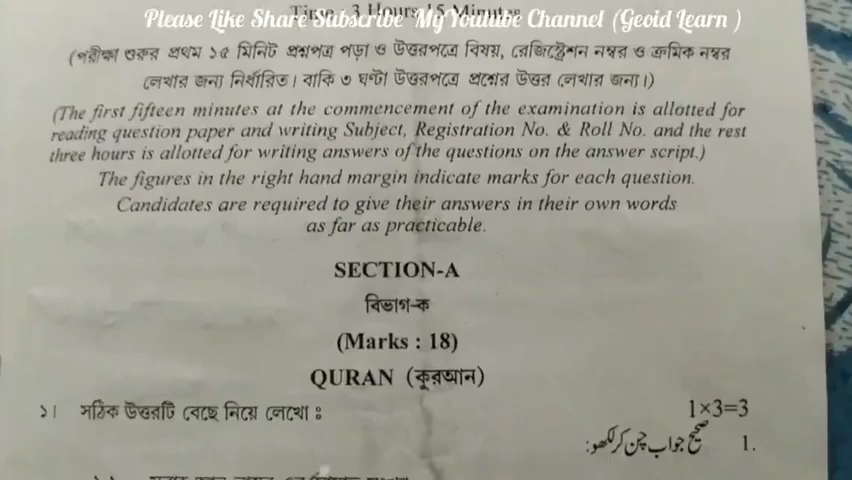 Please Like Share Subscribe My Youtube Channel (Geoid Learn )
Time 3 Hours 15 Minutes
(পরীক্ষা শুরুর প্রথম ১৫ মিনিট প্রশ্নপত্র পড়া ও উত্তরপত্রে বিষয়, রেজিস্ট্রেশন নম্বর ও ক্রমিক নম্বর
লেখার জন্য নির্ধারিত। বাকি ৩ ঘণ্টা উত্তরপত্রে প্রশ্নের উত্তর লেখার জন্য।)
(The first fifteen minutes at the commencement of the examination is allotted for
reading question paper and writing Subject, Registration No. & Roll No. and the rest
three hours is allotted for writing answers of the questions on the answer script.)
The figures in the right hand margin indicate marks for each question.
Candidates are required to give their answers in their own words
as far as practicable.
SECTION-A
বিভাগ-ক
(Marks : 18)
QURAN (কুরআন)
১। সঠিক উত্তরটি বেছে নিয়ে লেখো : 1×3=3
1. صحیح جواب چن کر لکھو: